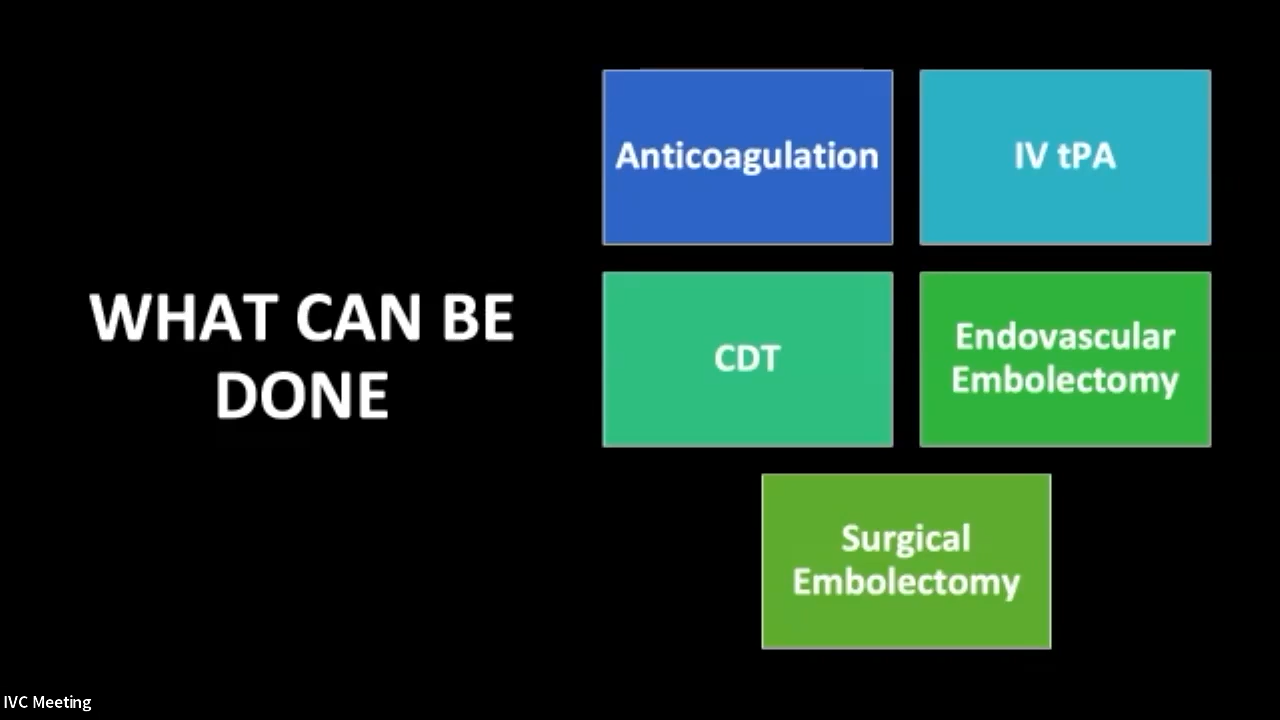 WHAT CAN BE
DONE
Anticoagulation
IV tPA
CDT
Endovascular
Embolectomy
Surgical
Embolectomy
IVC Meeting